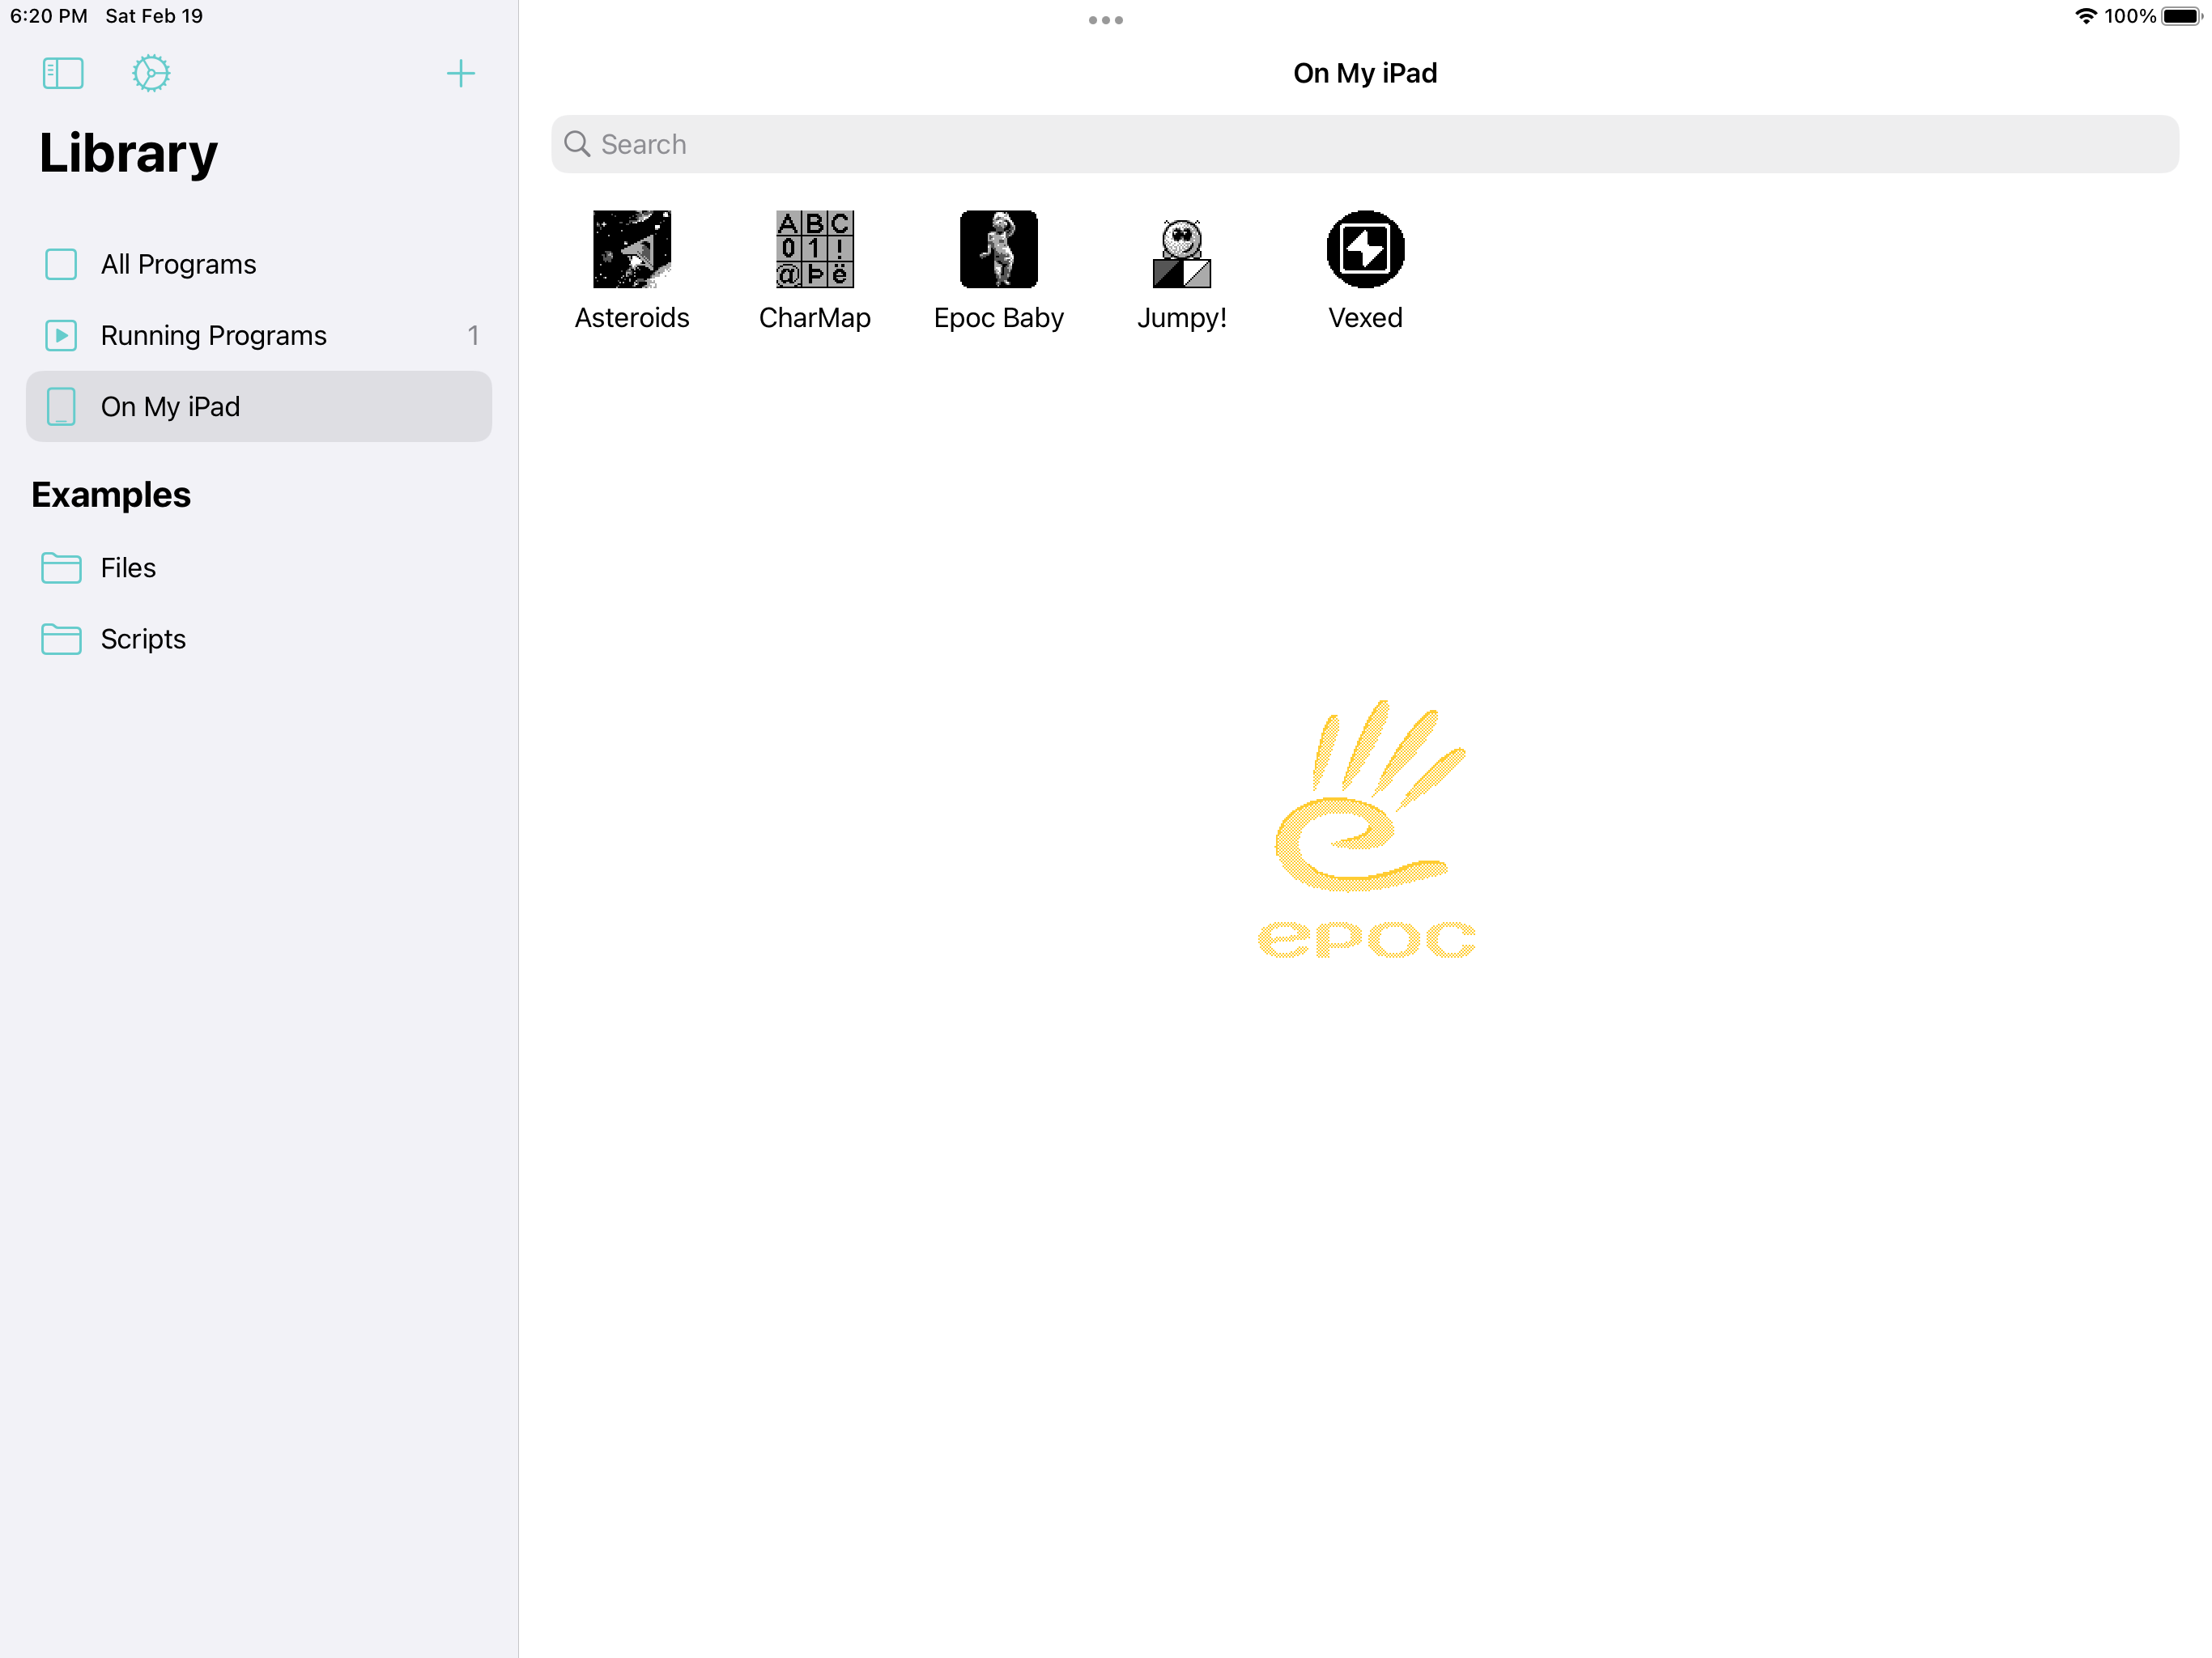 6:20 PM Sat Feb 19
100%
Library
All Programs
Running Programs 1
On My iPad
Examples
Files
Scripts
On My iPad
Search
A B C
0 1 !
@ Þ ë
Asteroids
CharMap
Epoc Baby
Jumpy!
Vexed
epoc